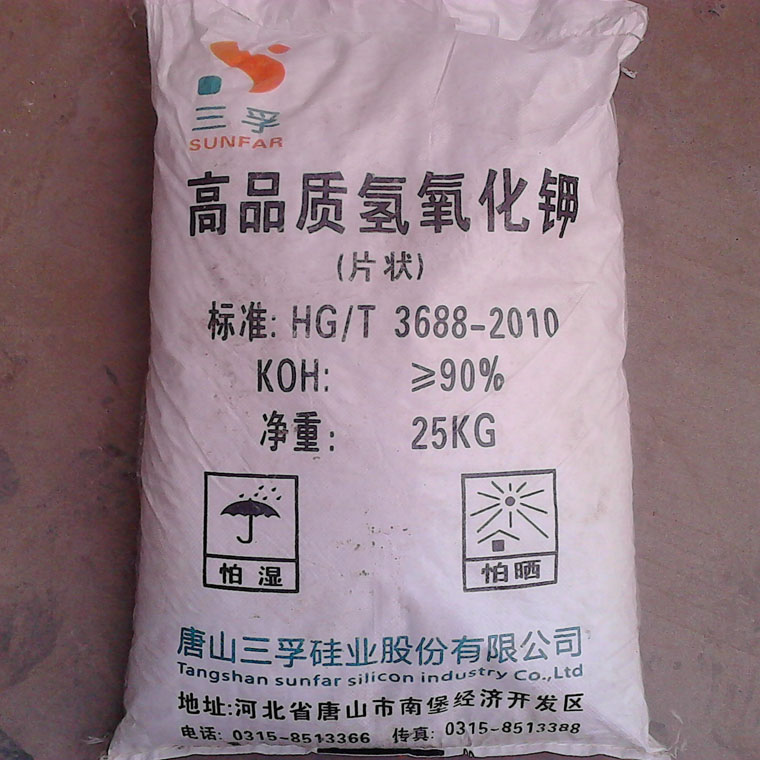 三孚
SUNFAR
高品质氢氧化钾
(片状)
标准: HG/T 3688-2010
KOH: ≥90%
净重: 25KG
怕湿 怕晒
唐山三孚硅业股份有限公司
Tangshan sunfar silicon industry Co.,Ltd
地址:河北省唐山市南堡经济开发区
电话: 0315-8513366 传真: 0315-8513388